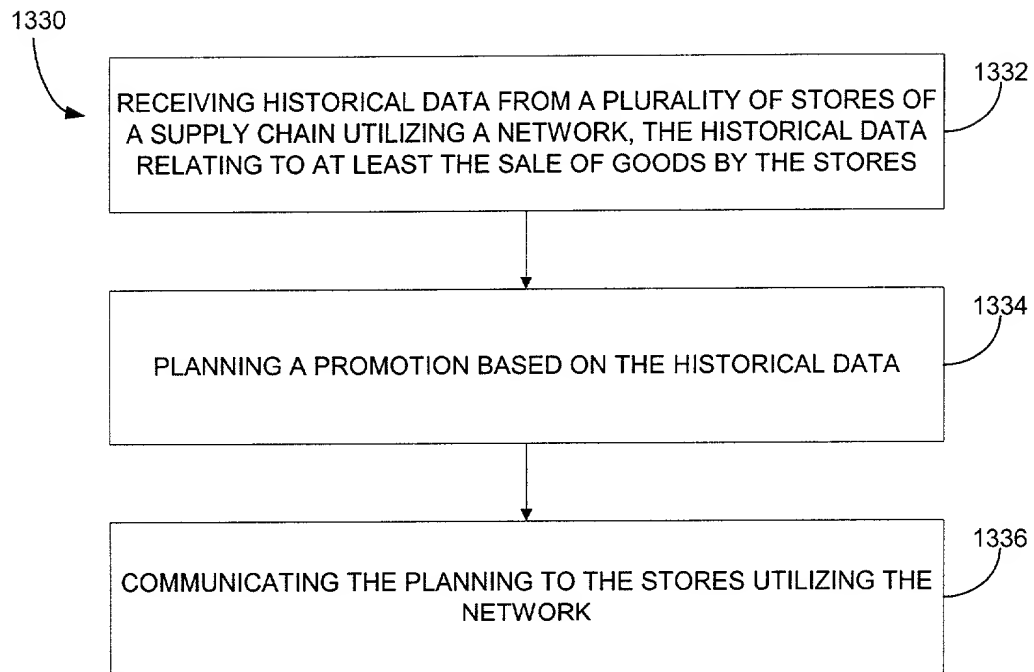 1330
1332
RECEIVING HISTORICAL DATA FROM A PLURALITY OF STORES OF
A SUPPLY CHAIN UTILIZING A NETWORK, THE HISTORICAL DATA
RELATING TO AT LEAST THE SALE OF GOODS BY THE STORES
1334
PLANNING A PROMOTION BASED ON THE HISTORICAL DATA
1336
COMMUNICATING THE PLANNING TO THE STORES UTILIZING THE
NETWORK